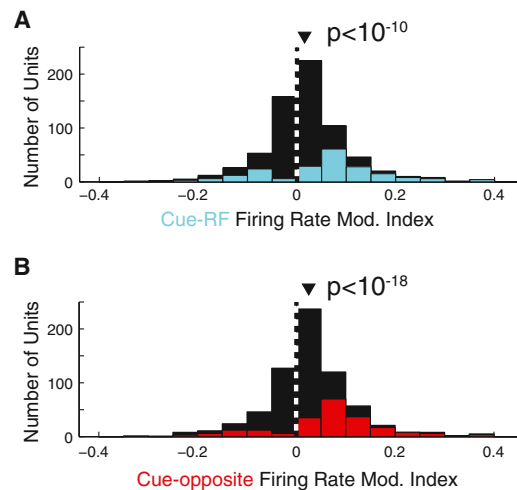 A
p<10-10
Number of Units
200
100
0
−0.4
−0.2
0
0.2
0.4
Cue-RF Firing Rate Mod. Index
B
p<10-18
Number of Units
200
100
0
−0.4
−0.2
0
0.2
0.4
Cue-opposite Firing Rate Mod. Index